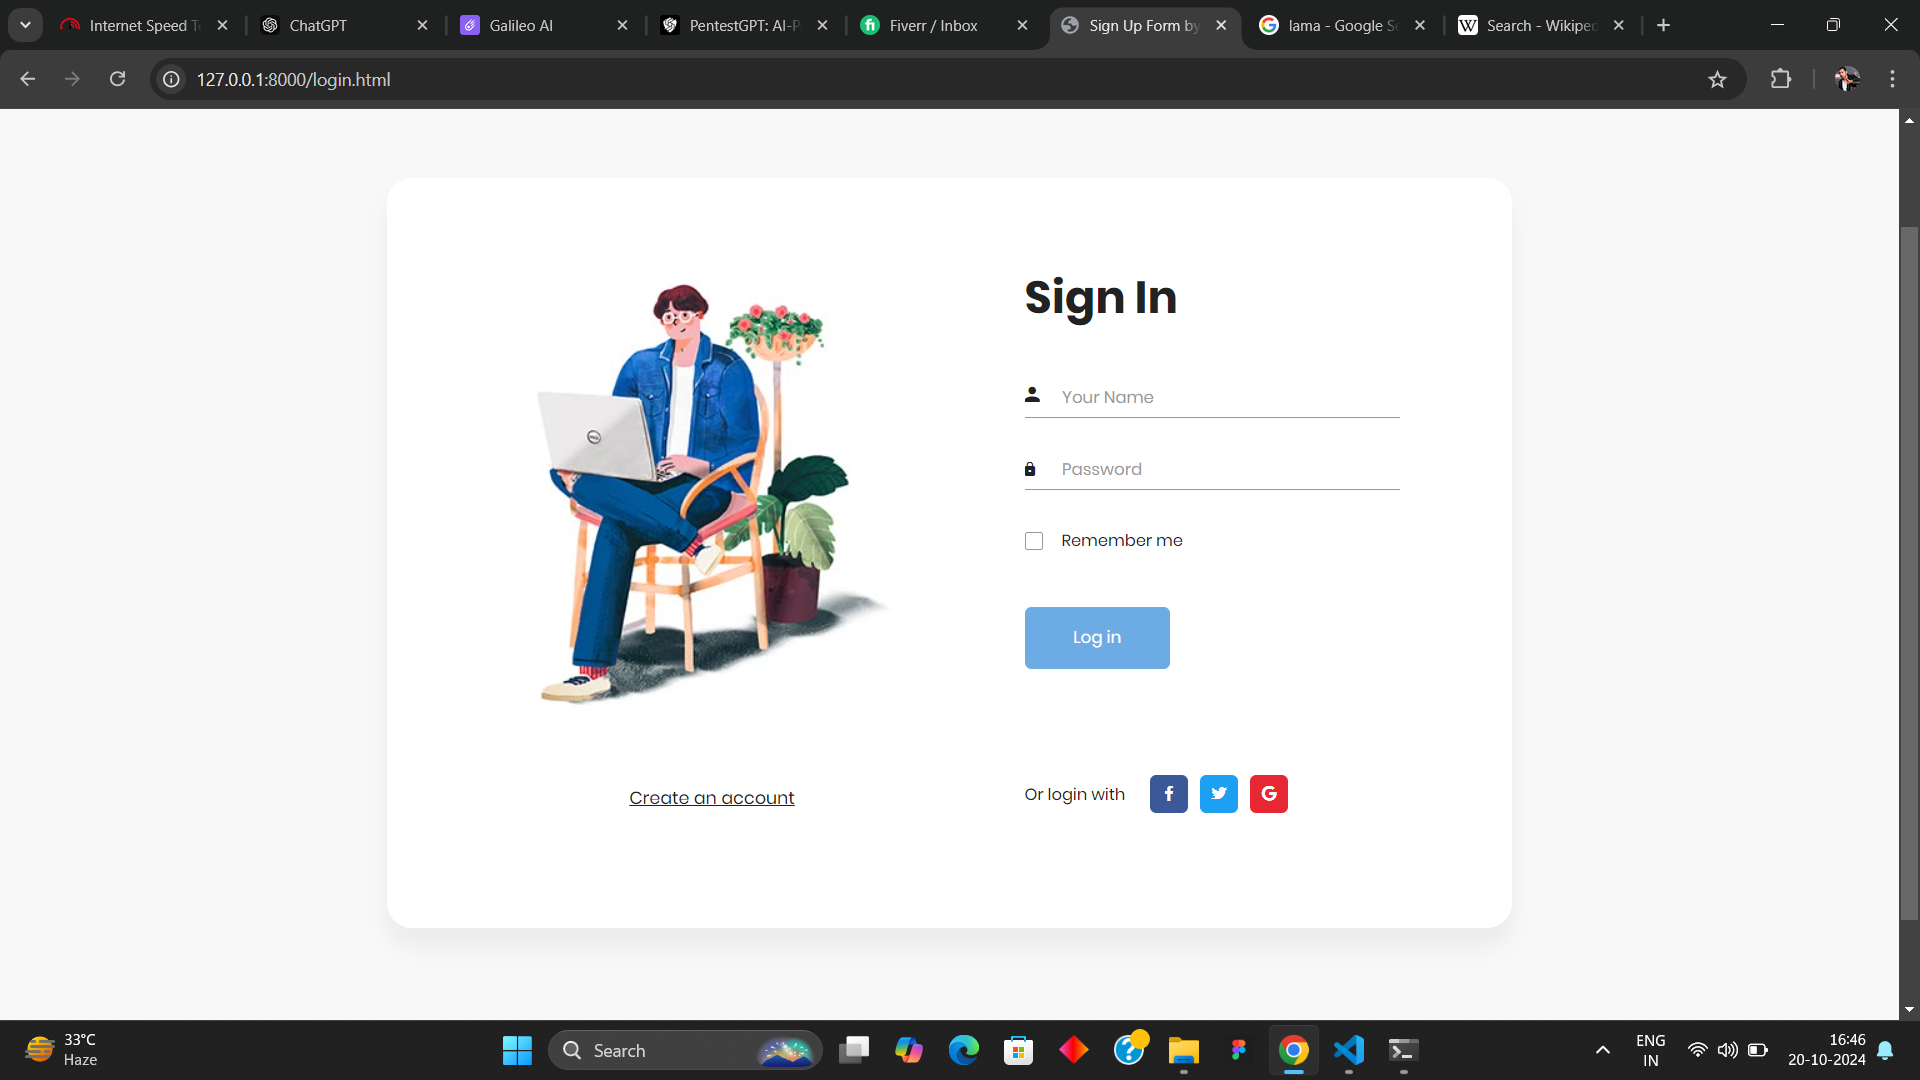 Internet Speed Te
ChatGPT
Galileo AI
PentestGPT: AI-P
Fiverr / Inbox
Sign Up Form by
lama - Google Se
Search - Wikiped
127.0.0.1:8000/login.html
Sign In
Your Name
Password
Remember me
Log in
Create an account
Or login with
33°C
Haze
Search
ENG
IN
16:46
20-10-2024